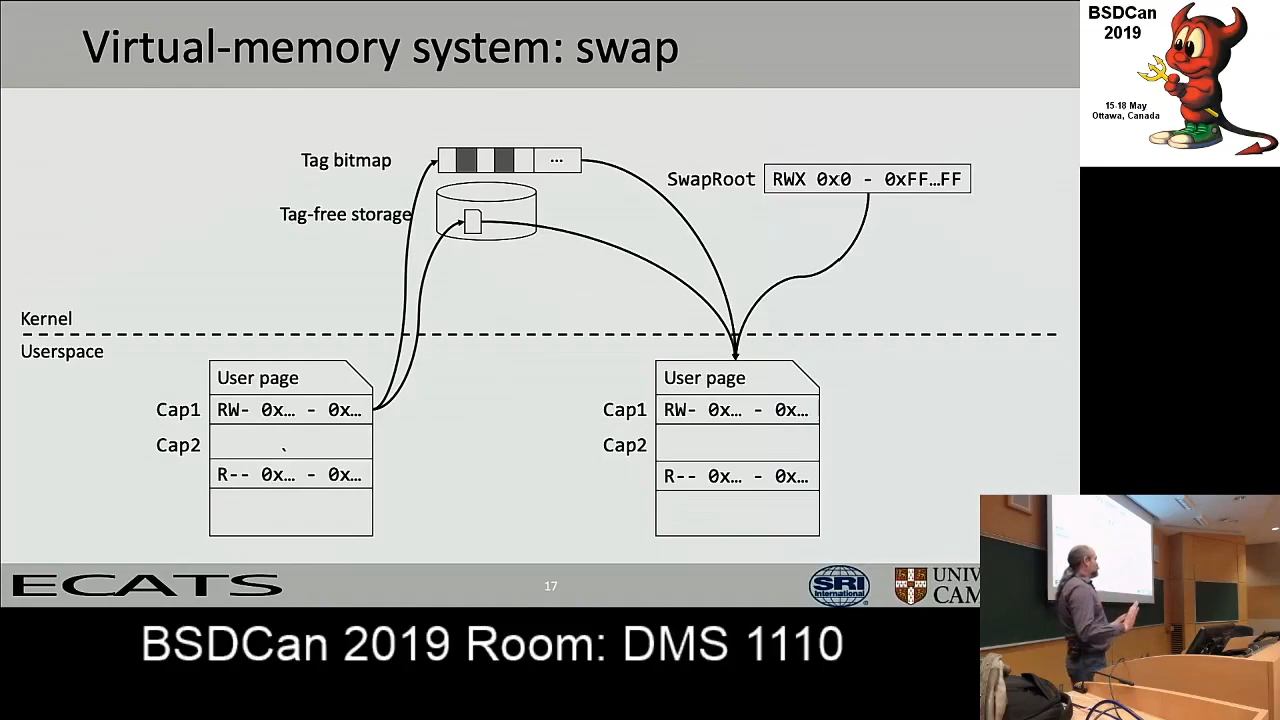 Virtual-memory system: swap
BSDCan
2019
15-18 May
Ottawa, Canada
Tag bitmap
...
SwapRoot
RWX 0x0 - 0xFF…FF
Tag-free storage
Kernel
Userspace
User page
Cap1
RW- 0x… - 0x…
Cap2
R-- 0x… - 0x…
User page
Cap1
RW- 0x… - 0x…
Cap2
R-- 0x… - 0x…
ECATS
17
SRI
International
UNIV
CAM
BSDCan 2019 Room: DMS 1110